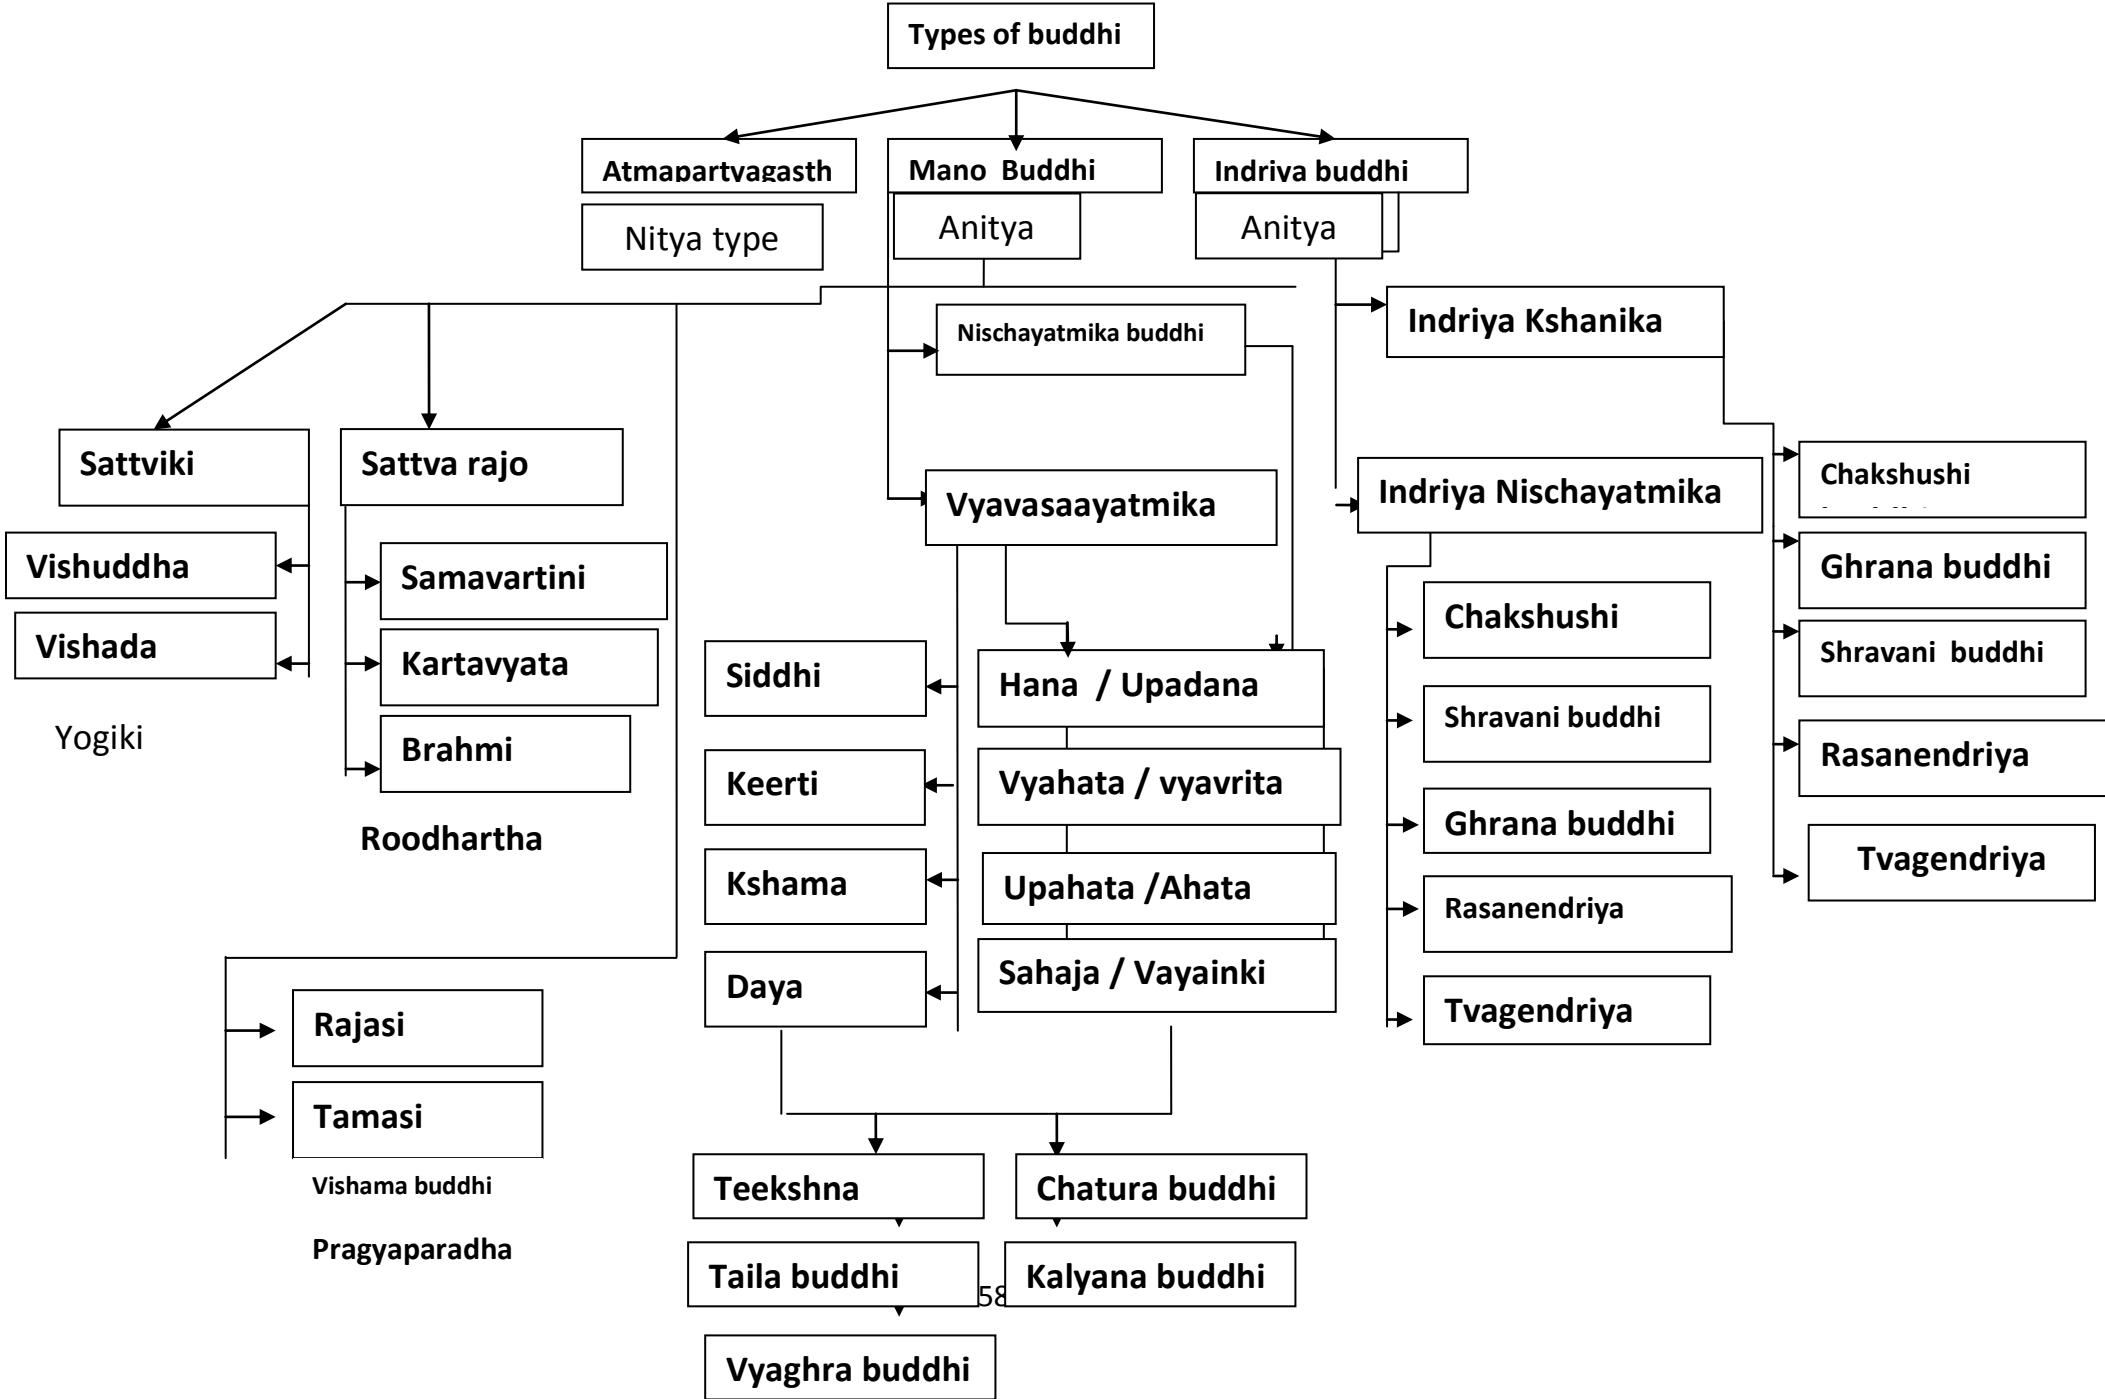 Types of buddhi
Atmapartvagasth
Mano Buddhi
Indriya buddhi
Nitya type
Anitya
Anitya
Nischayatmika buddhi
Indriya Kshanika
Sattviki
Sattva rajo
Vyavasaayatmika
Indriya Nischayatmika
Chakshushi
Vishuddha
Samavartini
Ghrana buddhi
Chakshushi
Vishada
Kartavyata
Siddhi
Hana / Upadana
Shravani buddhi
Shravani buddhi
Yogiki
Brahmi
Keerti
Vyahata / vyavrita
Rasanendriya
Ghrana buddhi
Roodhartha
Kshama
Upahata /Ahata
Tvagendriya
Rasanendriya
Daya
Sahaja / Vayainki
Rajasi
Tvagendriya
Tamasi
Vishama buddhi
Teekshna
Chatura buddhi
Pragyaparadha
Taila buddhi
58
Kalyana buddhi
Vyaghra buddhi